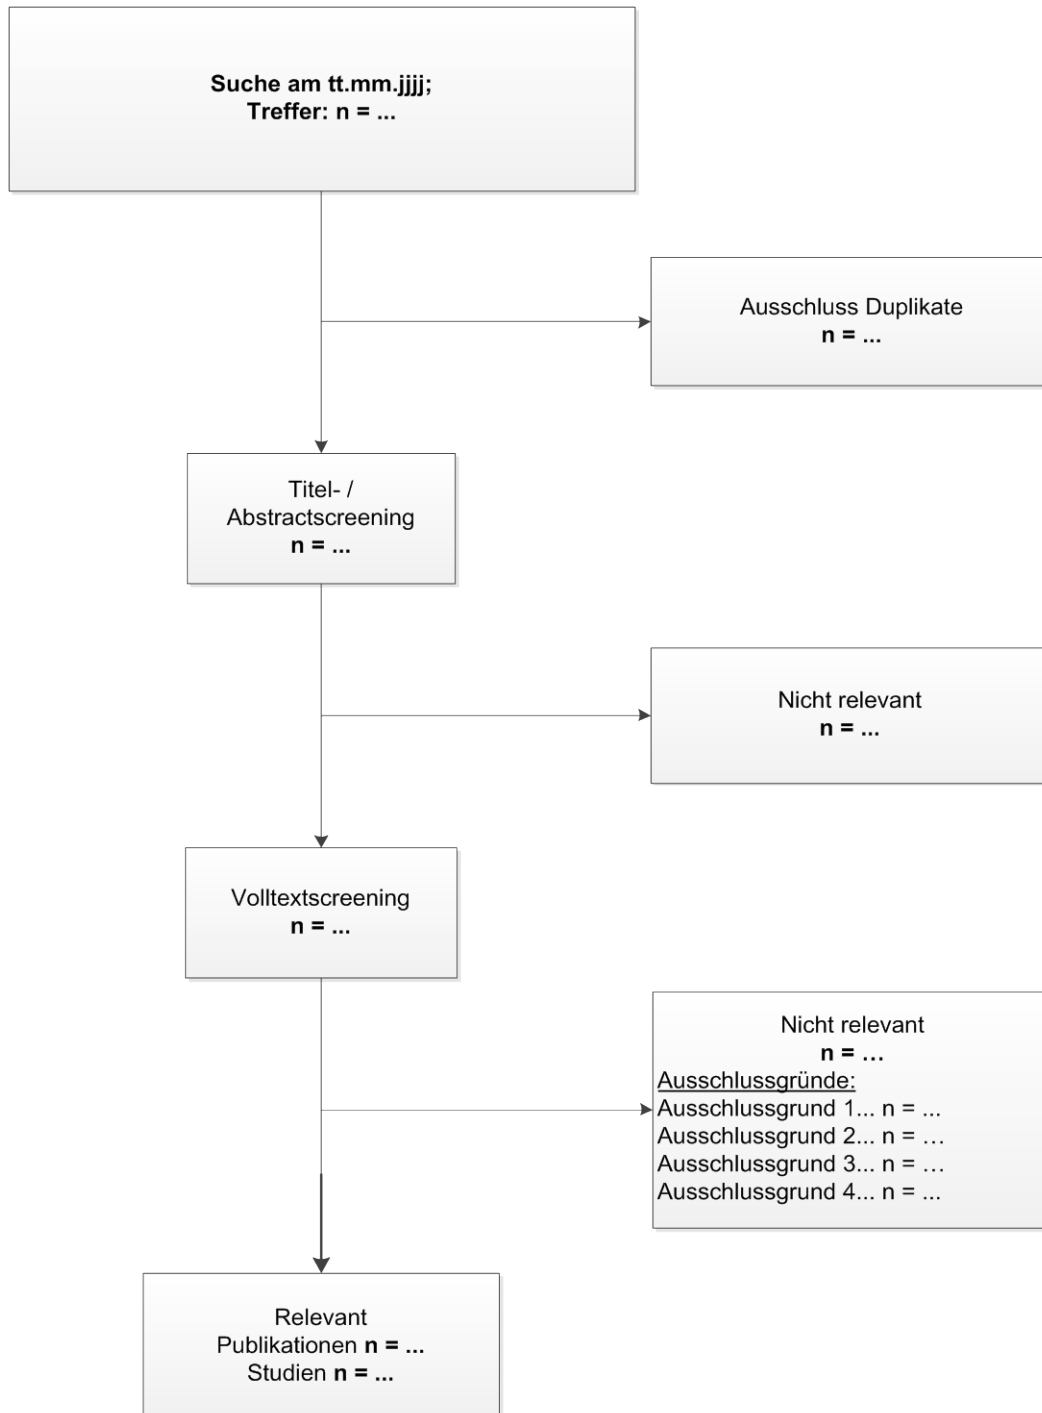 Suche am tt.mm.jjjj;
Treffer: n = ...
Ausschluss Duplikate
n = ...
Titel- /
Abstractscreening
n = ...
Nicht relevant
n = ...
Volltextscreening
n = ...
Nicht relevant
n = …
Ausschlussgründe:
Ausschlussgrund 1... n = ...
Ausschlussgrund 2... n = …
Ausschlussgrund 3... n = …
Ausschlussgrund 4... n = ...
Relevant
Publikationen n = ...
Studien n = ...